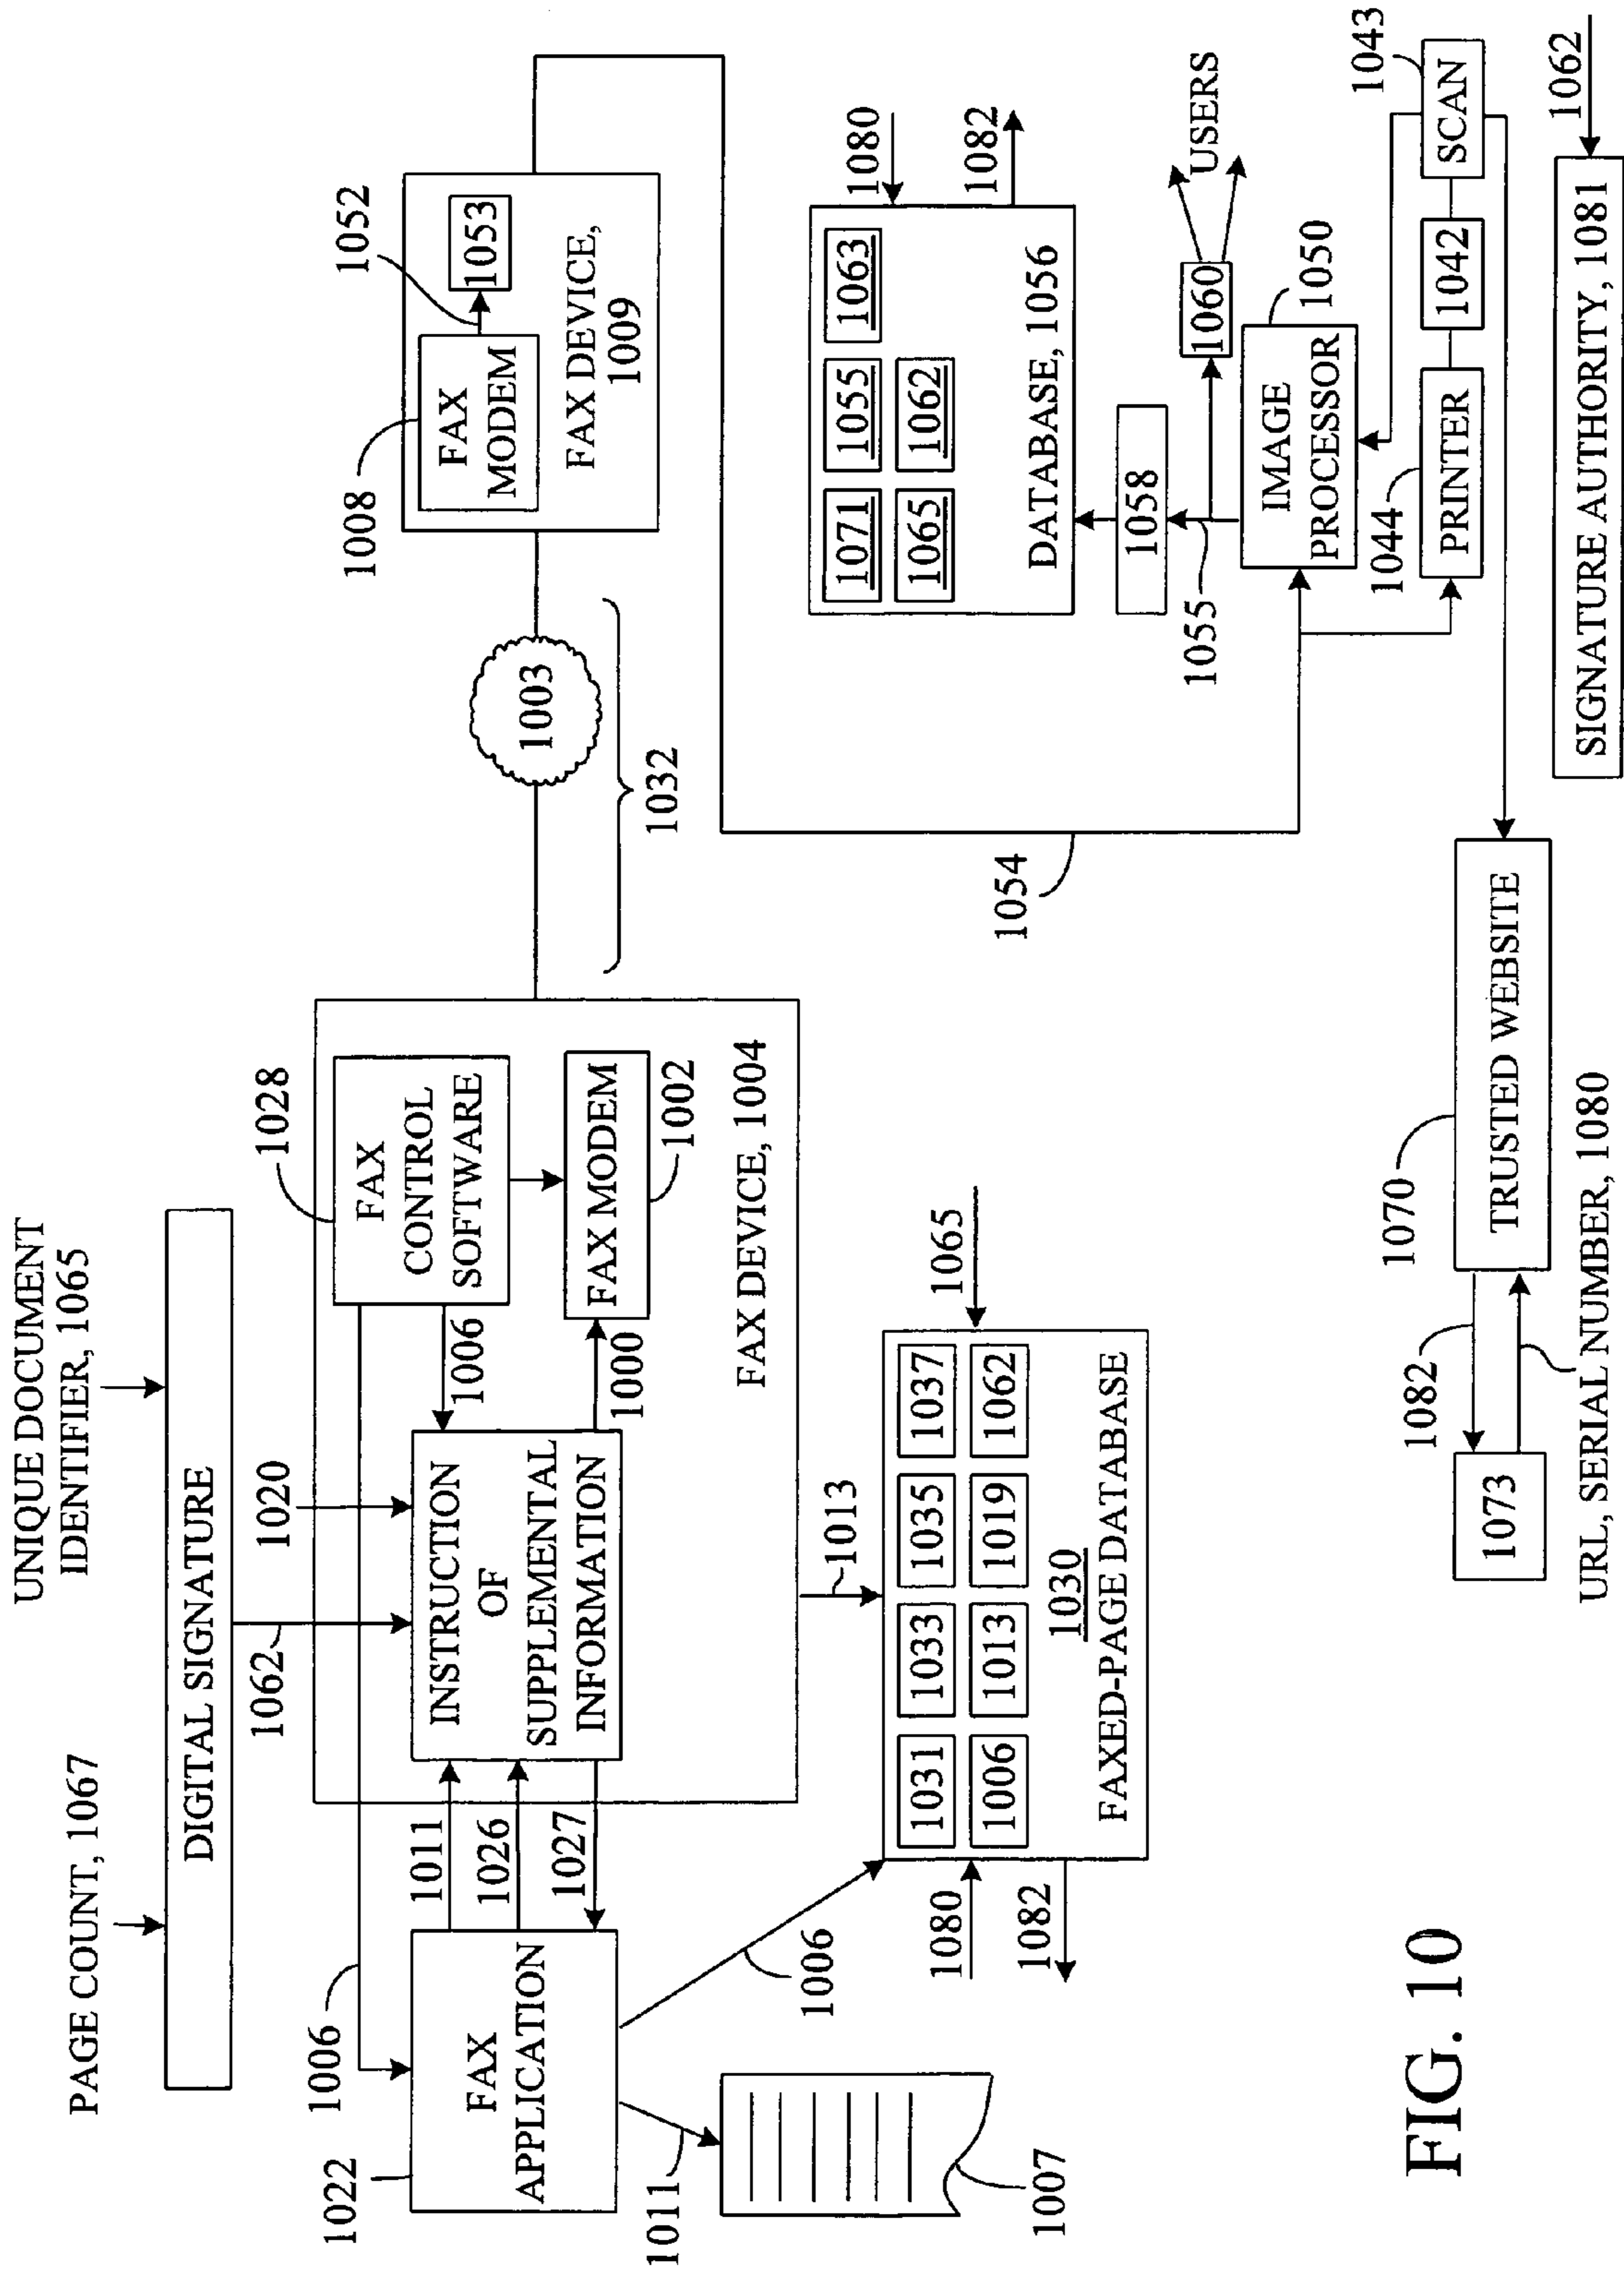 PAGE COUNT, 1067
UNIQUE DOCUMENT
IDENTIFIER, 1065
DIGITAL SIGNATURE
1062
1020
1006
1028
FAX
CONTROL
SOFTWARE
1006
1000
FAX MODEM
1002
INSTRUCTION
OF
SUPPLEMENTAL
INFORMATION
FAX DEVICE, 1004
1011
1026
1027
1022
FAX
APPLICATION
1011
1007
1006
1013
1065
1080
1082
1031
1033
1035
1037
1006
1013
1019
1062
1030
FAXED-PAGE DATABASE
1003
1032
1008
FAX
MODEM
1052
1053
FAX DEVICE,
1009
1054
1080
1082
1071
1055
1063
1065
1062
DATABASE, 1056
1058
1055
1060
USERS
IMAGE
PROCESSOR
1050
1044
PRINTER
1042
SCAN
1043
1062
SIGNATURE AUTHORITY, 1081
1070
TRUSTED WEBSITE
1082
1073
URL, SERIAL NUMBER, 1080
FIG. 10